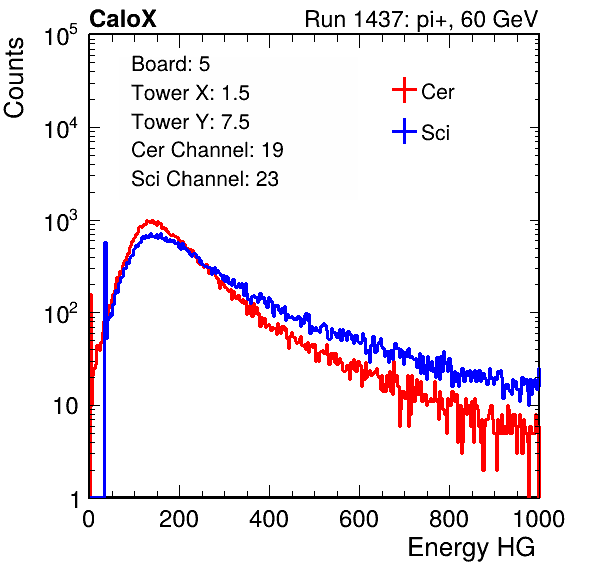 CaloX Run 1437: pi+, 60 GeV
Counts
10^5
10^4
10^3
10^2
10
1
Board: 5
Tower X: 1.5
Tower Y: 7.5
Cer Channel: 19
Sci Channel: 23
Cer
Sci
0 200 400 600 800 1000
Energy HG